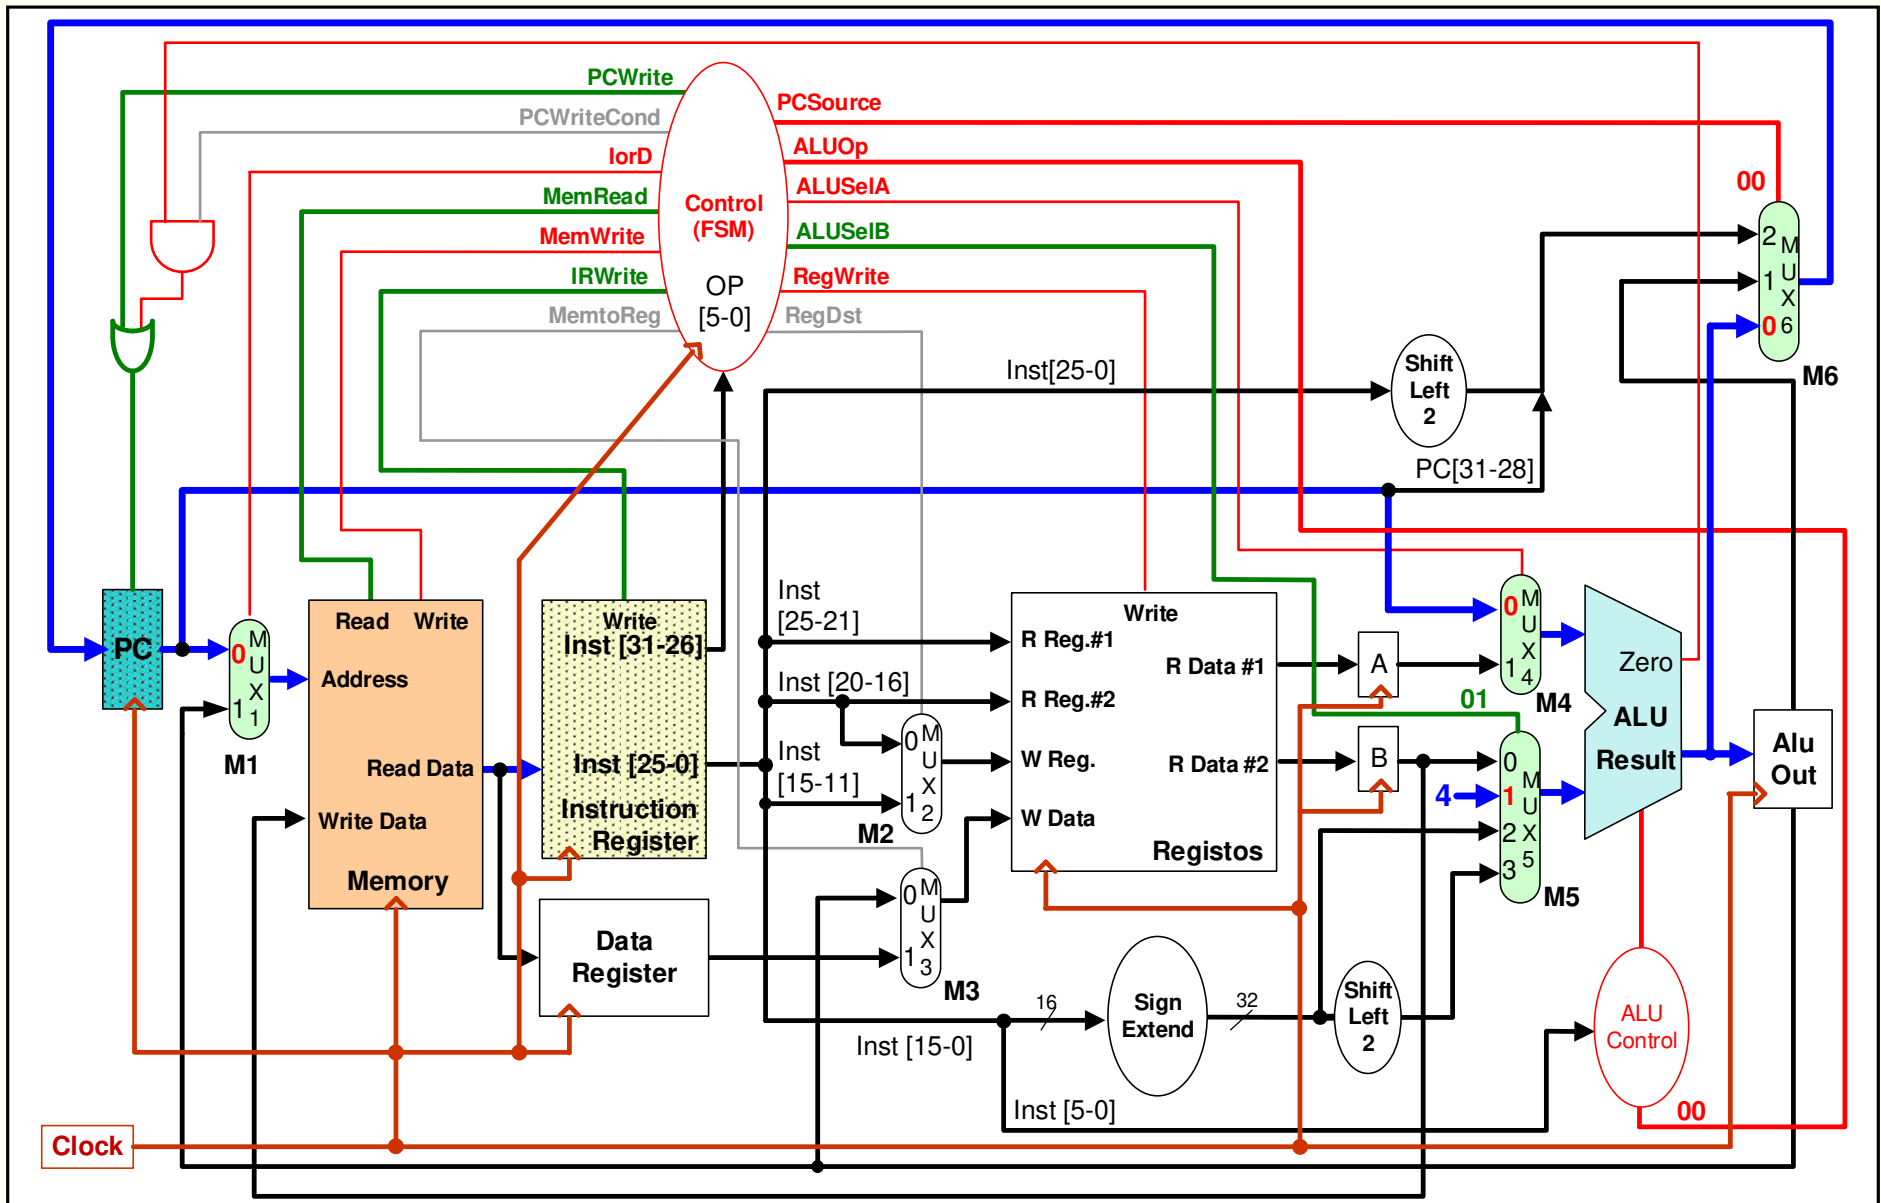 PCWrite
PCWriteCond
IorD
MemRead
MemWrite
IRWrite
MemtoReg
Control
(FSM)
OP
[5-0]
PCSource
ALUOp
ALUSelA
ALUSelB
RegWrite
RegDst
00
2
1
0
M
U
X
6
M6
Inst[25-0]
Shift
Left
2
PC[31-28]
PC
0
1
M
U
X
1
M1
Read Write
Address
Read Data
Write Data
Memory
Write
Inst [31-26]
Inst [25-0]
Instruction
Register
Data
Register
Inst
[25-21]
Inst [20-16]
Inst
[15-11]
0
1
M
U
X
2
M2
0
1
M
U
X
3
M3
Write
R Reg.#1
R Reg.#2
W Reg.
W Data
R Data #1
R Data #2
Registos
A
B
0
1
M
U
X
4
M4
01
4
0
1
2
3
M
U
X
5
M5
Zero
ALU
Result
Alu
Out
16
Sign
Extend
32
Shift
Left
2
ALU
Control
00
Inst [15-0]
Inst [5-0]
Clock